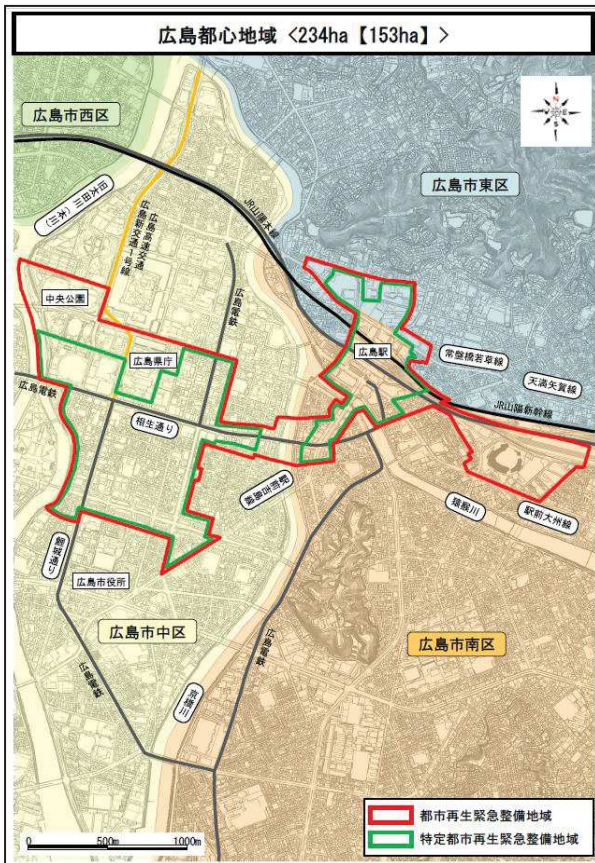 広島都心地域 <234ha【153ha】>
広島市西区
N
W
E
S
広島市東区
旧太田川（本川）
広島高速交通
広島新交通1号線
JR山陽本線
広島電鉄
中央公園
広島県庁
広島駅
常盤橋若草線
天満矢賀線
JR山陽新幹線
広島電鉄
相生通り
駅前吉島線
猿猴川
駅前大州線
鯉城通り
広島市役所
広島市中区
広島市南区
広島電鉄
広島電鉄
京橋川
都市再生緊急整備地域
特定都市再生緊急整備地域
0 500m 1000m